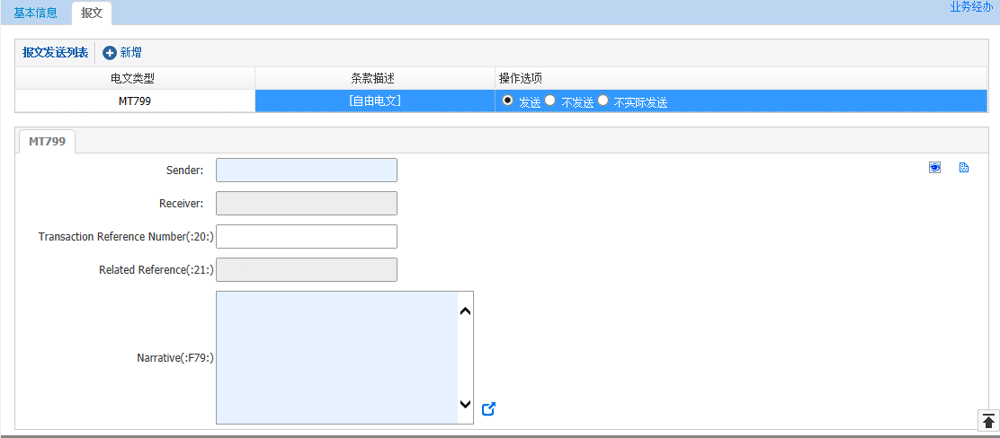 基本信息 报文 业务经办
报文发送列表 新增
电文类型 条款描述 操作选项
MT799 [自由电文] 发送 不发送 不实际发送
MT799
Sender:
Receiver:
Transaction Reference Number(:20:)
Related Reference(:21:)
Narrative(:F79:)